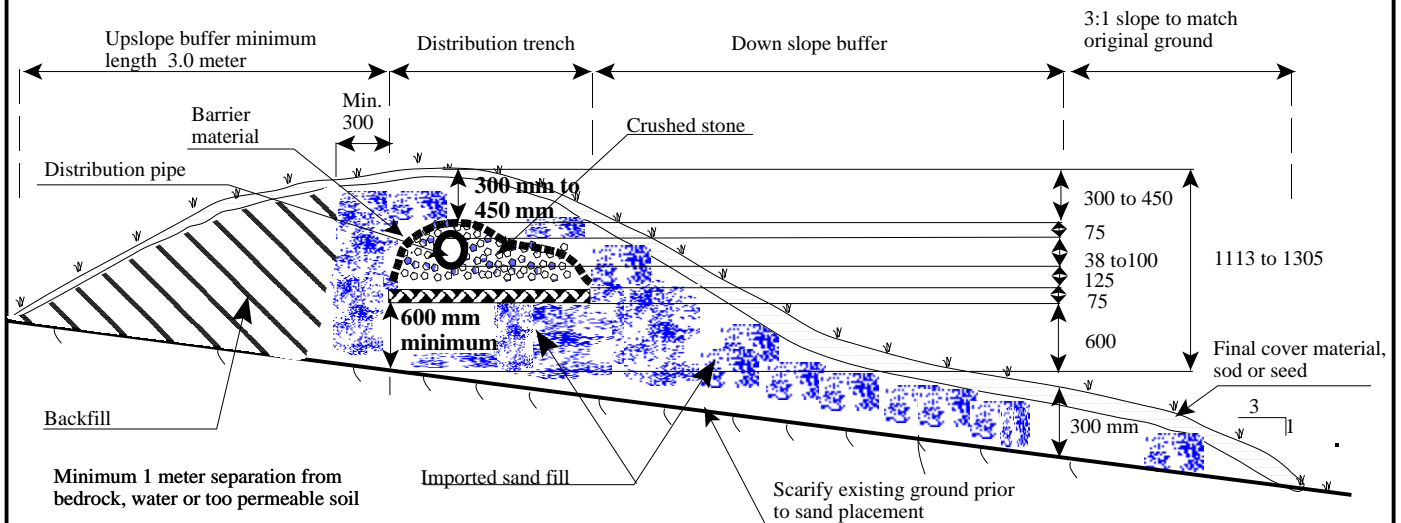 Upslope buffer minimum
length 3.0 meter
Distribution trench
Down slope buffer
3:1 slope to match
original ground
Min.
300
Barrier
material
Crushed stone
Distribution pipe
300 mm to
450 mm
300 to 450
75
38 to100
125
75
600
1113 to 1305
600 mm
minimum
Final cover material,
sod or seed
3
1
300 mm
Backfill
Minimum 1 meter separation from
bedrock, water or too permeable soil
Imported sand fill
Scarify existing ground prior
to sand placement